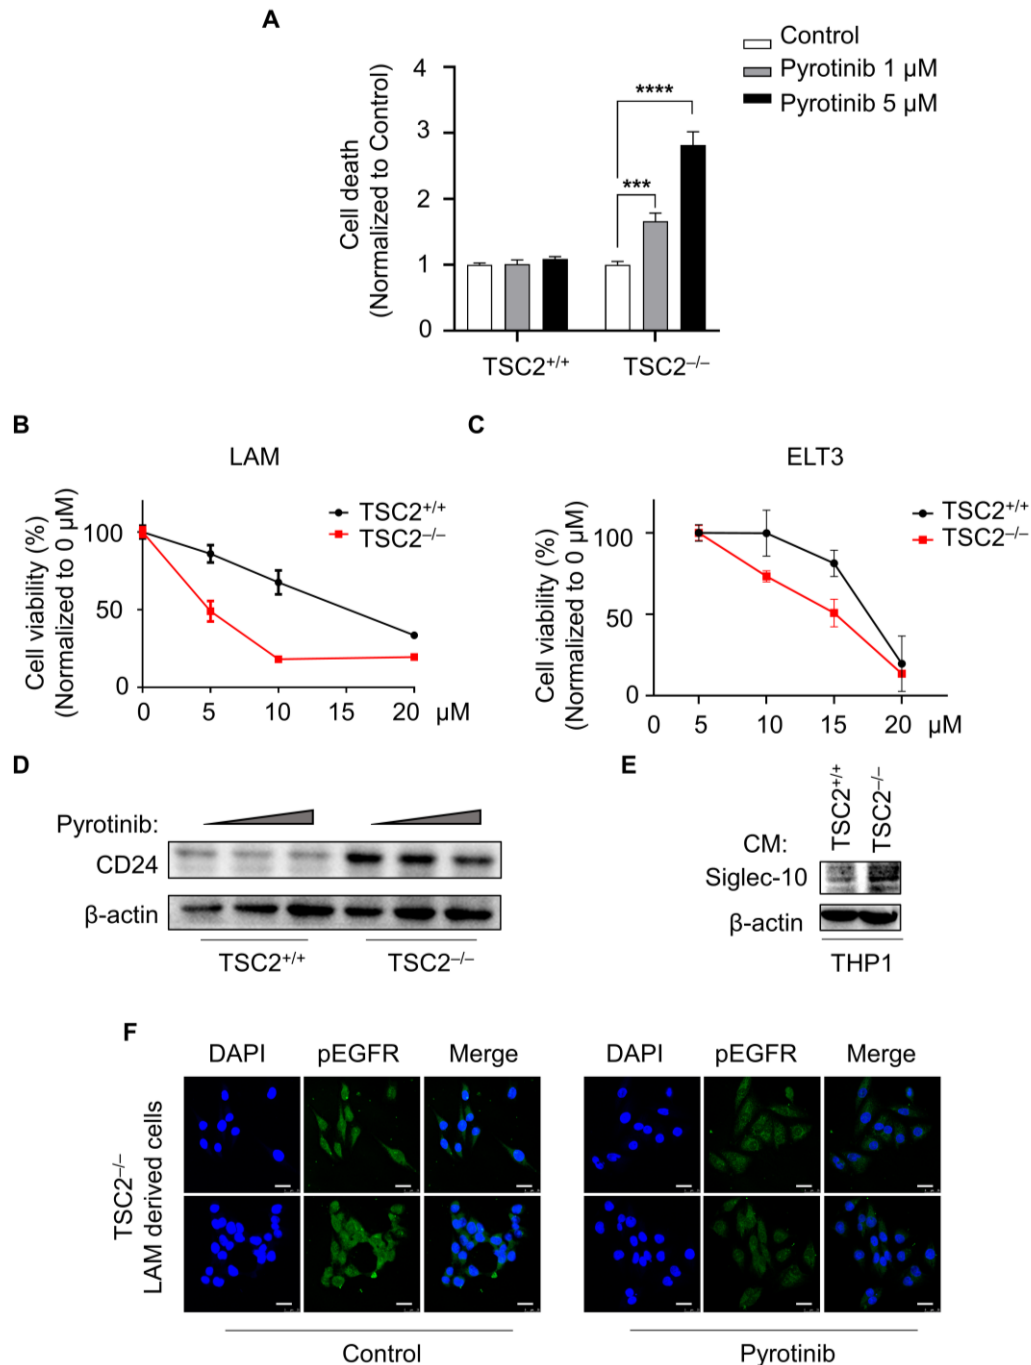 A
Control
Pyrotinib 1 µM
Pyrotinib 5 µM
Cell death
(Normalized to Control)
4
3
2
1
0
****
***
TSC2+/+
TSC2−/−
B
LAM
Cell viability (%)
(Normalized to 0 µM)
100
50
0
TSC2+/+
TSC2−/−
0 5 10 15 20 µM
C
ELT3
Cell viability (%)
(Normalized to 0 µM)
100
50
0
TSC2+/+
TSC2−/−
0 5 10 15 20 µM
D
Pyrotinib:
CD24
β-actin
TSC2+/+
TSC2−/−
E
CM:
TSC2+/+
TSC2−/−
Siglec-10
β-actin
THP1
F
DAPI pEGFR Merge DAPI pEGFR Merge
TSC2−/−
LAM derived cells
Control Pyrotinib